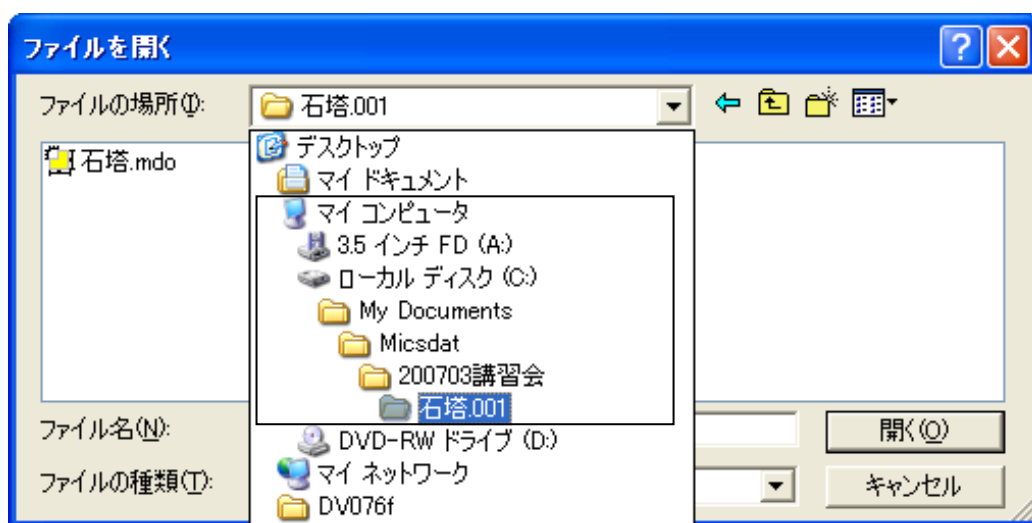 ファイルを開く
ファイルの場所(I):
石塔.001
石塔.mdo
デスクトップ
マイ ドキュメント
マイ コンピュータ
3.5 インチ FD (A:)
ローカル ディスク (C:)
My Documents
Micsdat
200703講習会
石塔.001
DVD-RW ドライブ (D:)
マイ ネットワーク
DV076f
ファイル名(N):
開く(O)
ファイルの種類(T):
キャンセル